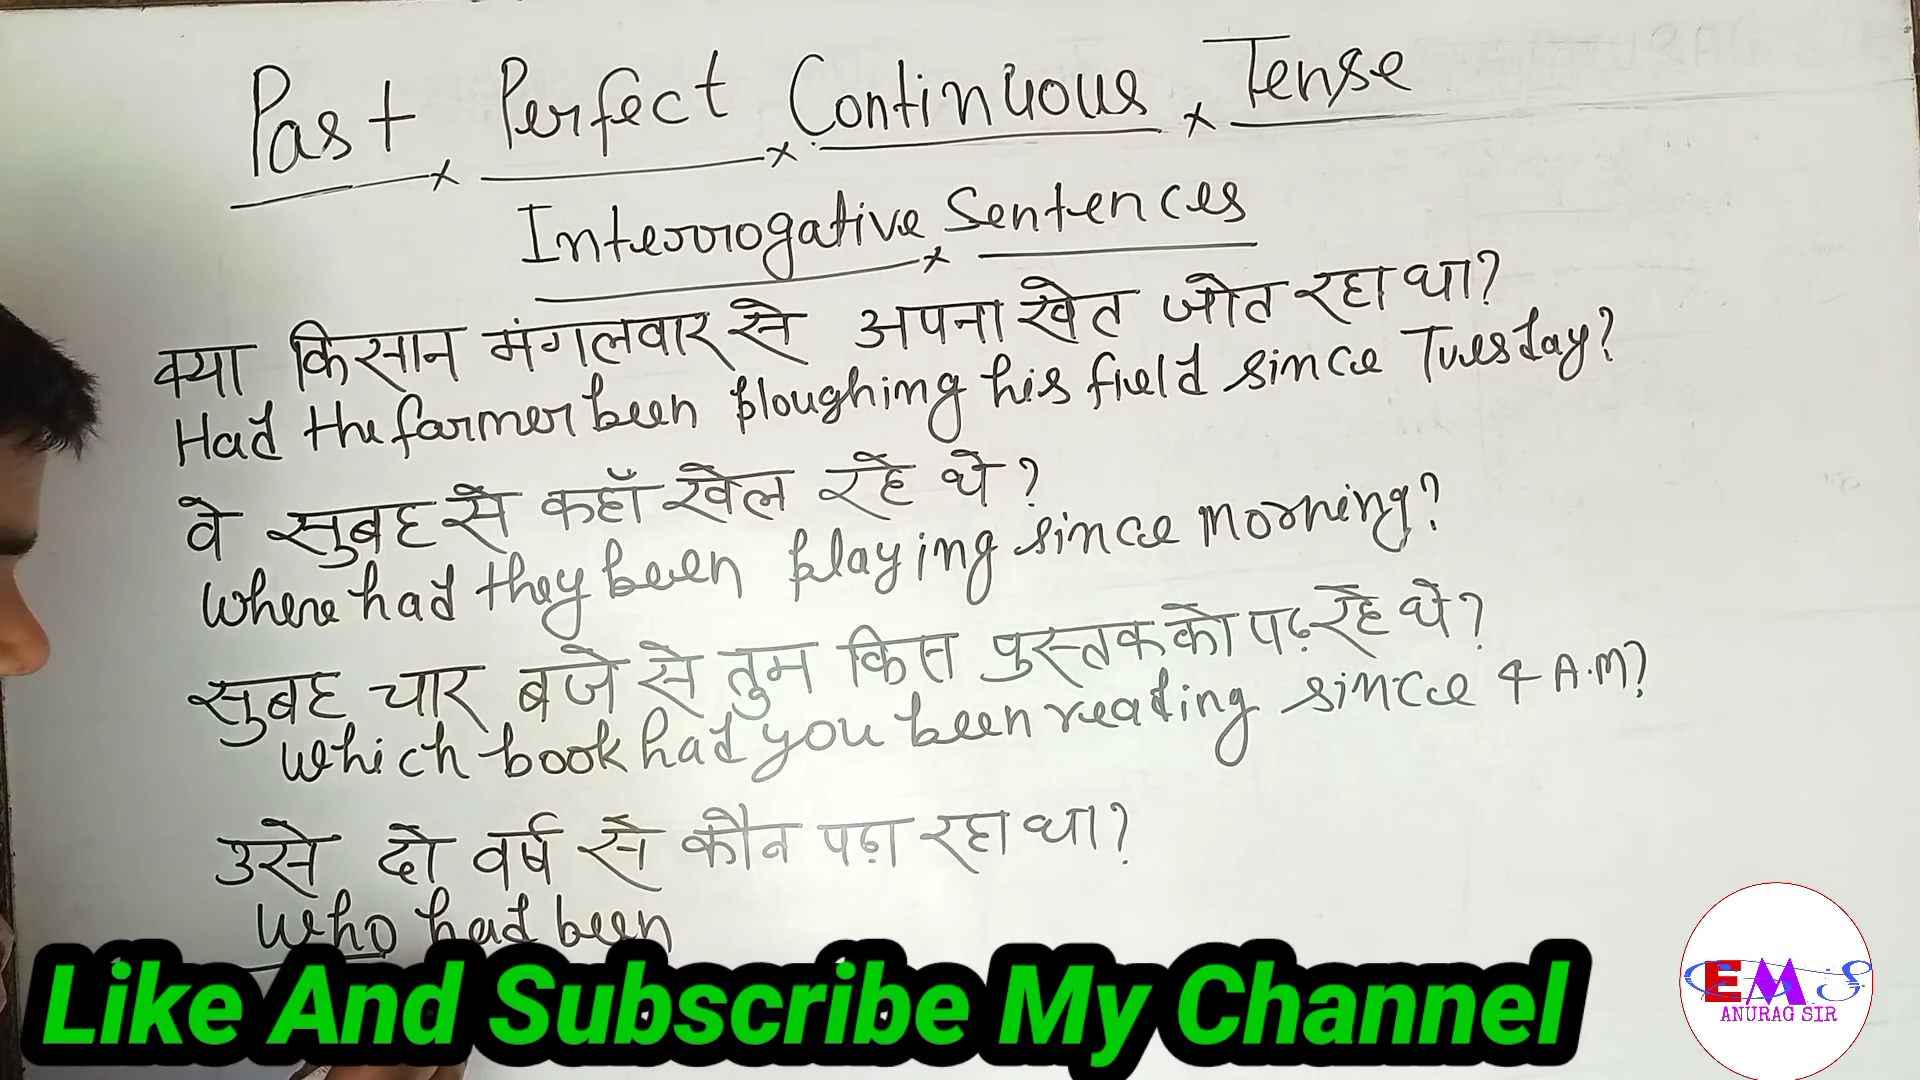 Past Perfect Continuous Tense
Interrogative Sentences
क्या किसान मंगलवार से अपना खेत जोत रहा था?
Had the farmer been ploughing his field since Tuesday?
वे सुबह से कहाँ खेल रहे थे?
Where had they been playing since morning?
सुबह चार बजे से तुम किस पुस्तक को पढ़ रहे थे?
Which book had you been reading since 4 A.M?
उसे दो वर्ष से कौन पढ़ा रहा था?
Who had been
Like And Subscribe My Channel
EM.S
ANURAG SIR